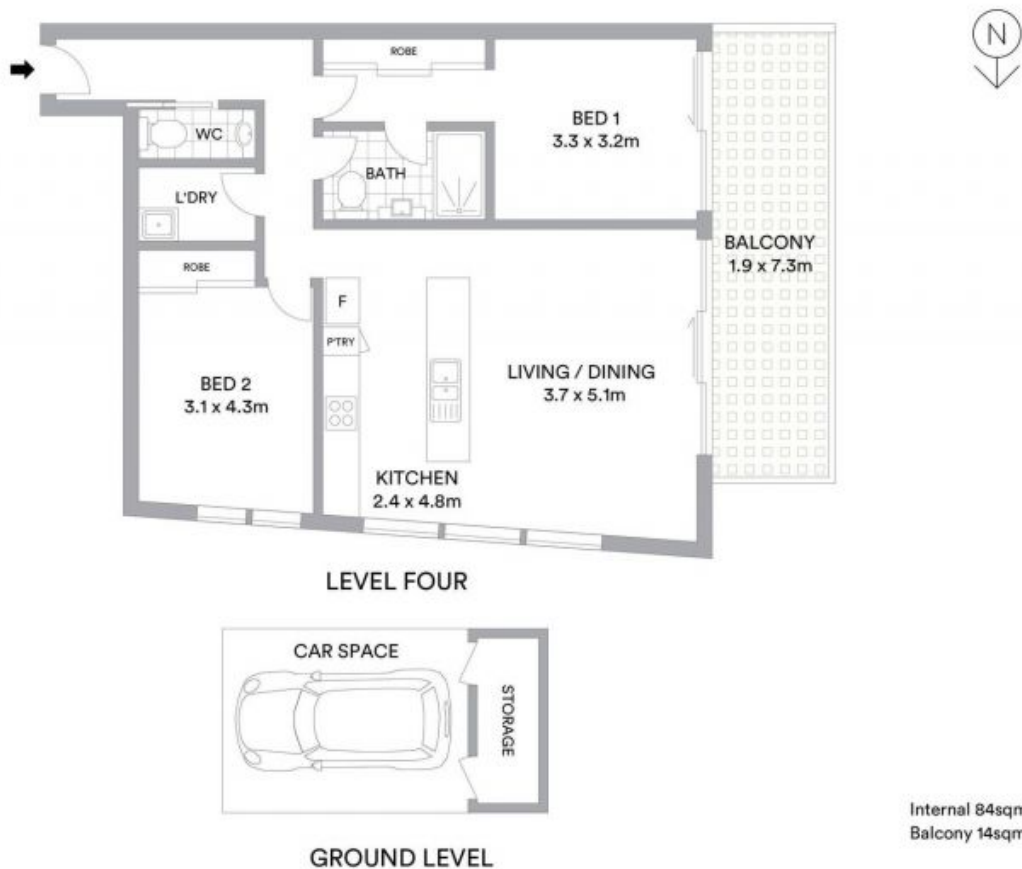 N
ROBE
BED 1
3.3 x 3.2m
WC
BATH
L'DRY
BALCONY
1.9 x 7.3m
ROBE
F
P'TRY
BED 2
3.1 x 4.3m
LIVING / DINING
3.7 x 5.1m
KITCHEN
2.4 x 4.8m
LEVEL FOUR
CAR SPACE
STORAGE
GROUND LEVEL
Internal 84sqm
Balcony 14sqm